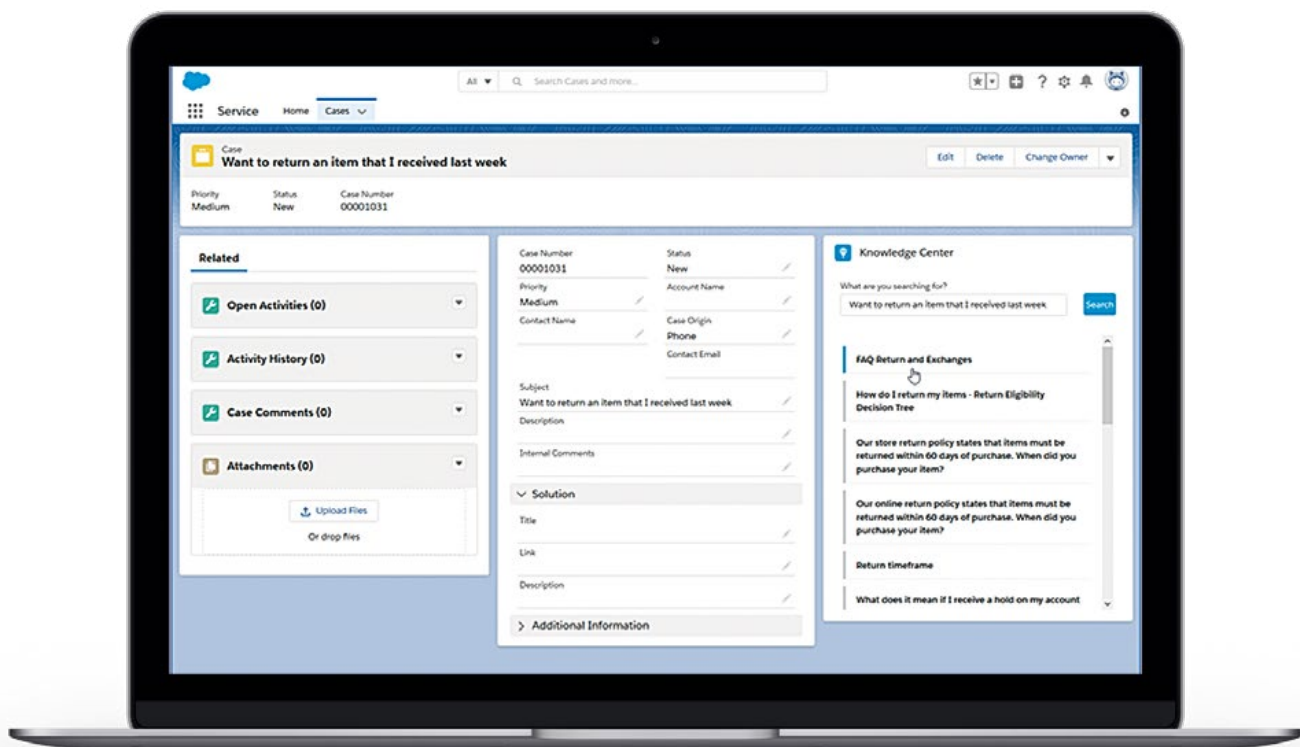 All
Search Cases and more...
Service
Home
Cases
Case
Want to return an item that I received last week
Edit
Delete
Change Owner
Priority
Status
Case Number
Medium
New
00001031
Related
Open Activities (0)
Activity History (0)
Case Comments (0)
Attachments (0)
Upload Files
Or drop files
Case Number
Status
00001031
New
Priority
Account Name
Medium
Contact Name
Case Origin
Phone
Contact Email
Subject
Want to return an item that I received last week
Description
Internal Comments
Solution
Title
Link
Description
Additional Information
Knowledge Center
What are you searching for?
Want to return an item that I received last week
Search
FAQ Return and Exchanges
How do I return my items - Return Eligibility
Decision Tree
Our store return policy states that items must be
returned within 60 days of purchase. When did you
purchase your item?
Our online return policy states that items must be
returned within 60 days of purchase. When did you
purchase your item?
Return timeframe
What does it mean if I receive a hold on my account